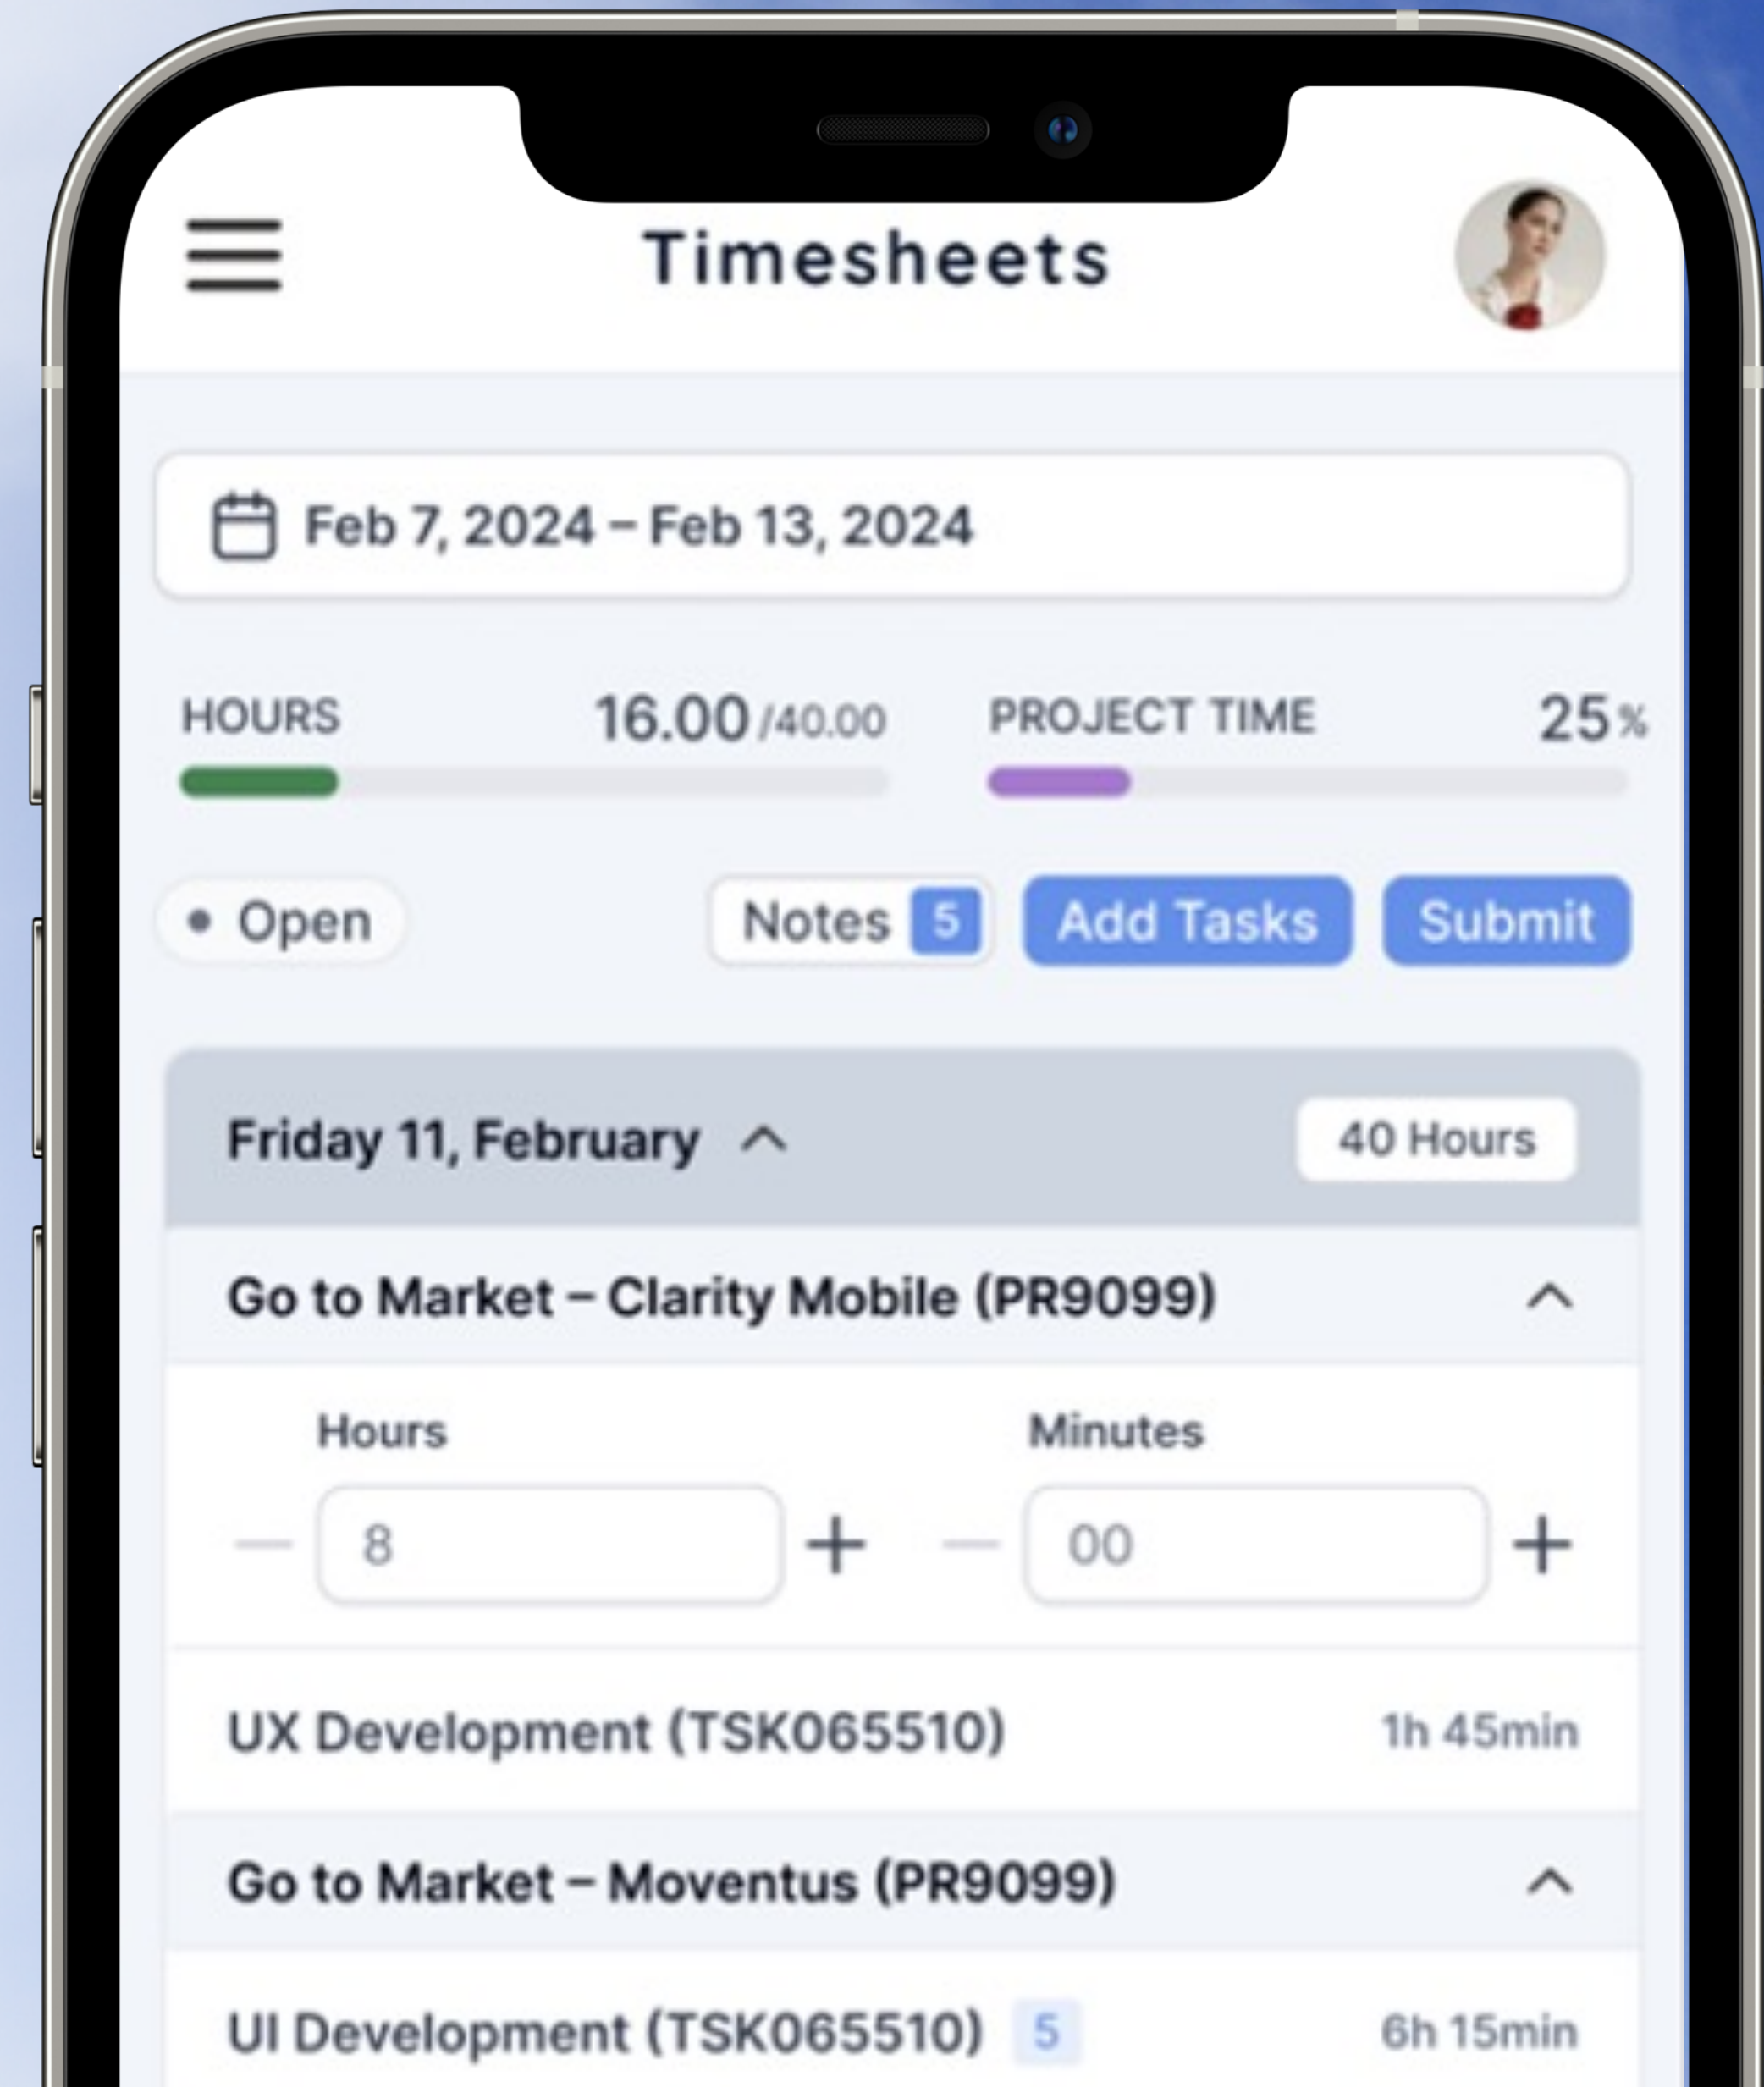 Timesheets
Feb 7, 2024 – Feb 13, 2024
HOURS 16.00 /40.00 PROJECT TIME 25 %
Open Notes 5 Add Tasks Submit
Friday 11, February 40 Hours
Go to Market – Clarity Mobile (PR9099)
Hours Minutes
8 00
UX Development (TSK065510) 1h 45min
Go to Market – Moventus (PR9099)
UI Development (TSK065510) 5 6h 15min